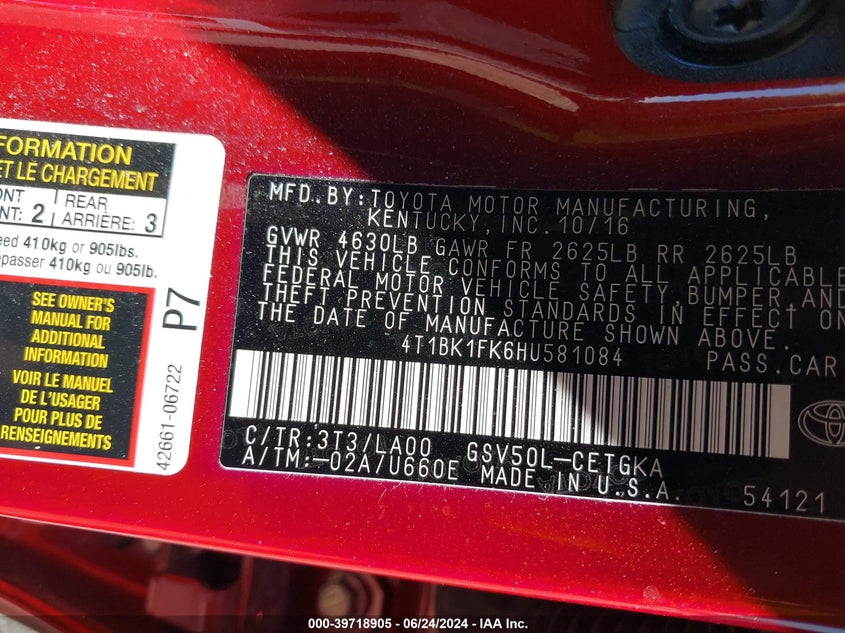 FORMATION
ET LE CHARGEMENT
2
REAR
ARRIÈRE: 3
410kg or 905lbs.
410kg ou 905lb.
SEE OWNER'S
MANUAL FOR
ADDITIONAL
INFORMATION
VOIR LE MANUEL
DE L'USAGER
POUR PLUS DE
RENSEIGNEMENTS
P7
42661-06722
MFD.BY:TOYOTA MOTOR MANUFACTURING,
KENTUCKY,INC.10/16
GVWR 4630LB GAWR FR 2625LB RR 2625LB
THIS VEHICLE CONFORMS TO ALL APPLICABLE
FEDERAL MOTOR VEHICLE SAFETY,BUMPER,AND
THEFT PREVENTION STANDARDS IN EFFECT ON
THE DATE OF MANUFACTURE SHOWN ABOVE.
4T1BK1FK6HU581084 PASS.CAR
C/TR:3T3/LA00 GSV50L-CETGKA
A/TM:-02A/U660E MADE IN U.S.A.
54121
000-39718905 - 06/24/2024 - IAA Inc.